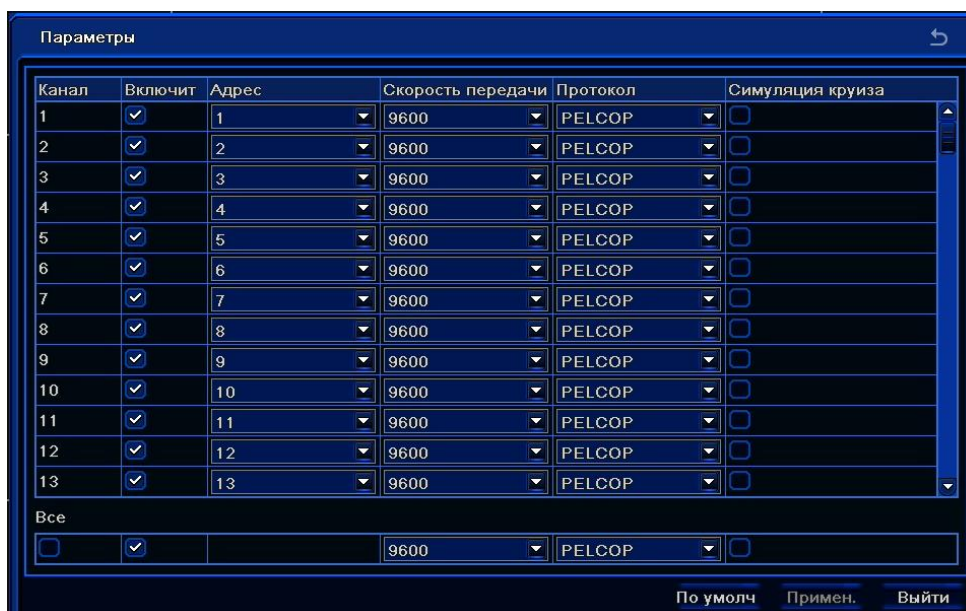 Параметры
Канал Включит Адрес Скорость передачи Протокол Симуляция круиза
1 1 9600 PELCOP
2 2 9600 PELCOP
3 3 9600 PELCOP
4 4 9600 PELCOP
5 5 9600 PELCOP
6 6 9600 PELCOP
7 7 9600 PELCOP
8 8 9600 PELCOP
9 9 9600 PELCOP
10 10 9600 PELCOP
11 11 9600 PELCOP
12 12 9600 PELCOP
13 13 9600 PELCOP
Все
9600 PELCOP
По умолч Примен. Выйти